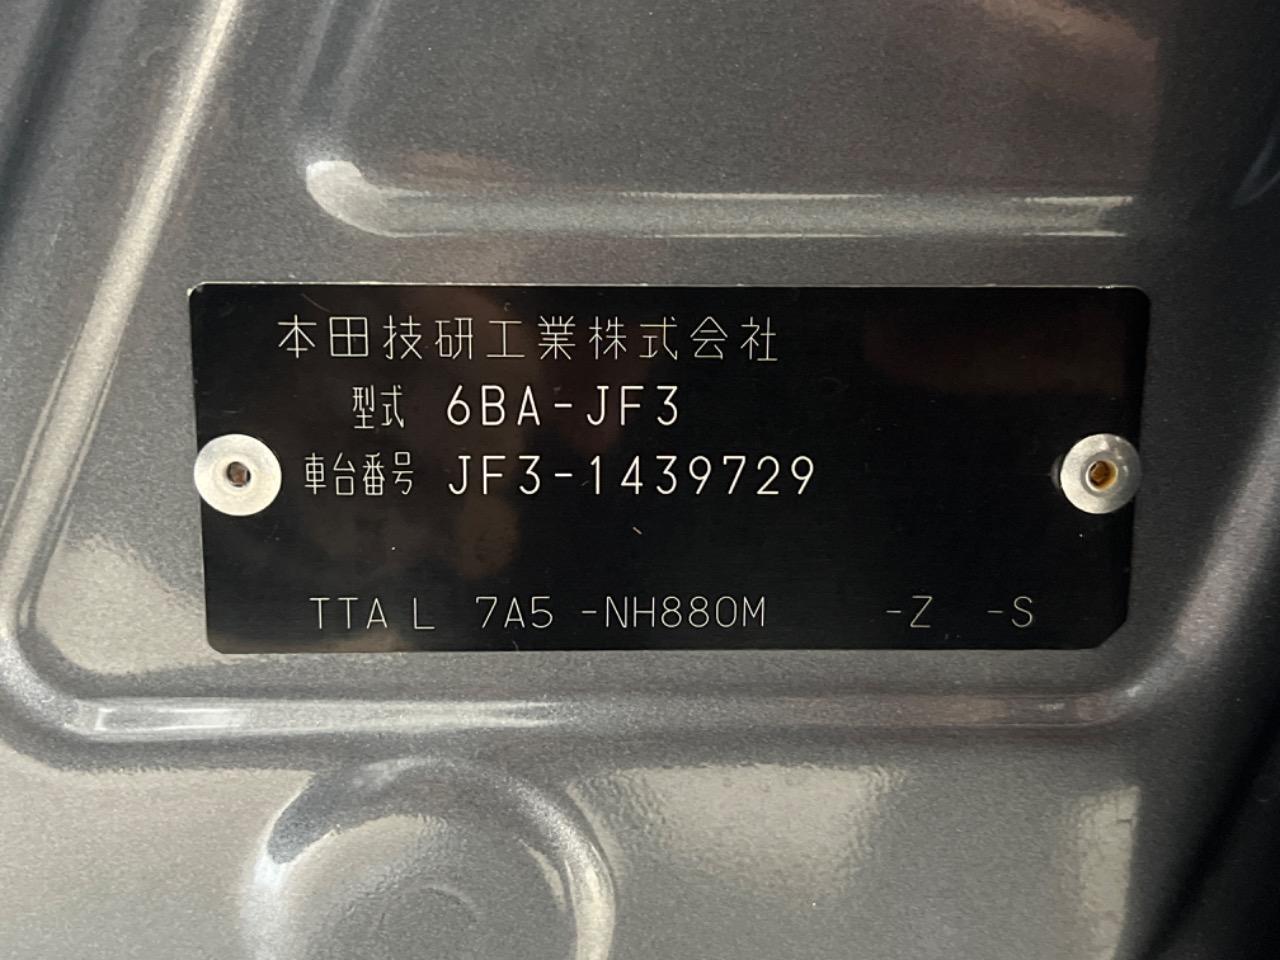 本田技研工業株式会社
型式 6BA-JF3
車台番号 JF3-1439729
TTA L 7A5 -NH880M -Z -S